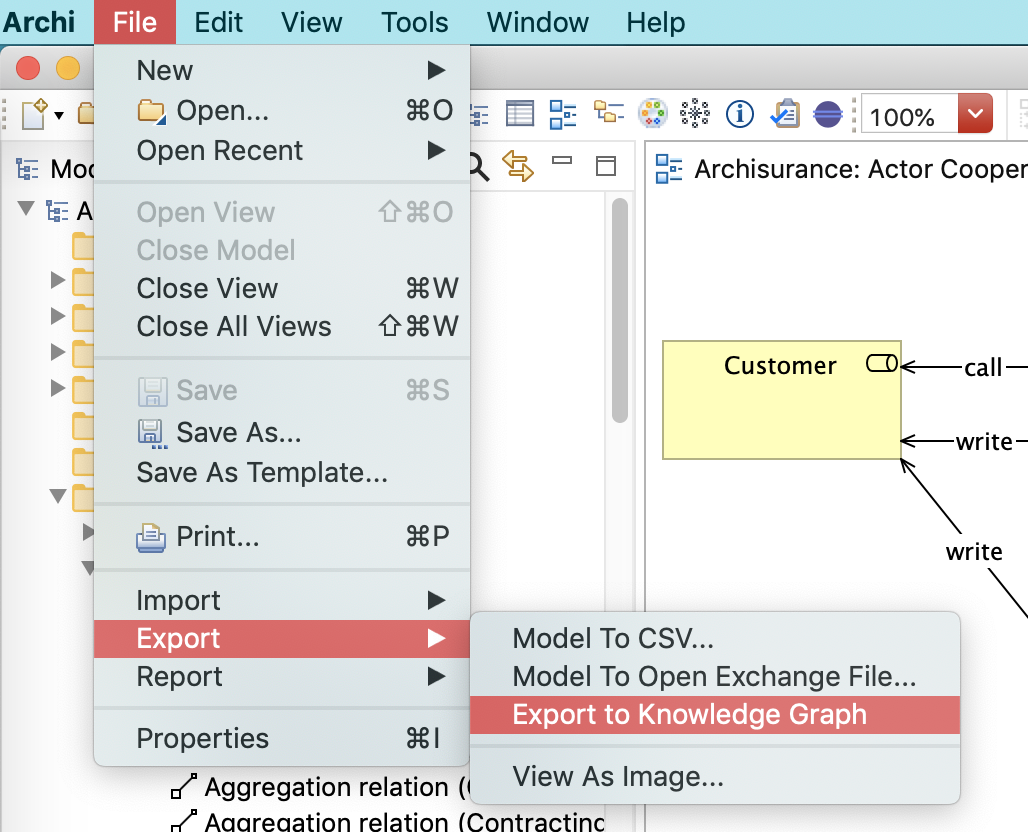 Archi File Edit View Tools Window Help
New
Open... ⌘O
Open Recent
Open View ⇧⌘O
Close Model
Close View ⌘W
Close All Views ⇧⌘W
Save ⌘S
Save As...
Save As Template...
Print... ⌘P
Import
Export
Report
Properties ⌘I
Model To CSV...
Model To Open Exchange File...
Export to Knowledge Graph
View As Image...
100%
Archisurance: Actor Cooper
Customer
call
write
write
Aggregation relation (
Aggregation relation (Contracting